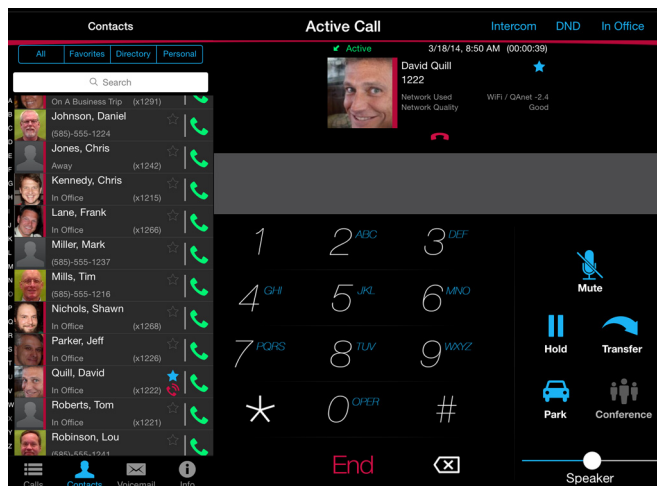 Contacts
Active Call
Intercom DND In Office
All Favorites Directory Personal
Search
Active 3/18/14, 8:50 AM (00:00:39)
David Quill
1222
Network Used WiFi / QAnet -2.4
Network Quality Good
A
B
C
D
E
F
G
H
I
J
K
L
M
N
O
P
Q
R
S
T
U
V
W
X
Y
Z
On A Business Trip (x1291)
Johnson, Daniel
(585)-555-1224
Jones, Chris
Away (x1242)
Kennedy, Chris
In Office (x1215)
Lane, Frank
In Office (x1266)
Miller, Mark
(585)-555-1237
Mills, Tim
(585)-555-1216
Nichols, Shawn
In Office (x1268)
Parker, Jeff
In Office (x1226)
Quill, David
In Office (x1222)
Roberts, Tom
In Office (x1221)
Robinson, Lou
(585)-555-1241
1 2 ABC 3 DEF
4 GHI 5 JKL 6 MNO
7 PQRS 8 TUV 9 WXYZ
* 0 OPER #
End
Mute
Hold Transfer
Park Conference
Speaker
Calls Contacts Voicemail Info